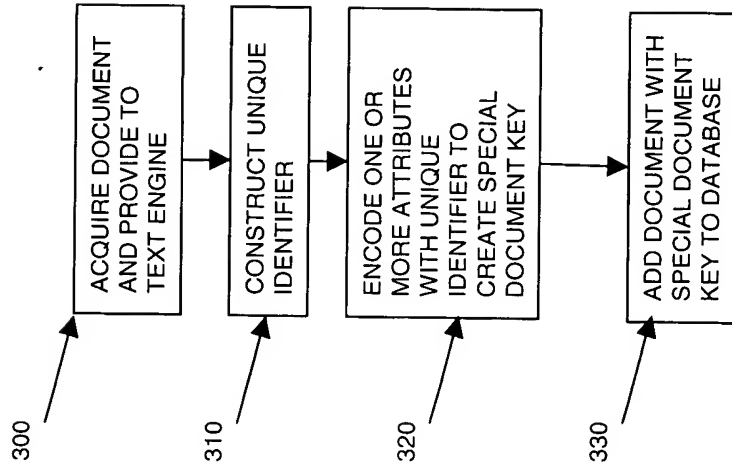 300
ACQUIRE DOCUMENT
AND PROVIDE TO
TEXT ENGINE
310
CONSTRUCT UNIQUE
IDENTIFIER
320
ENCODE ONE OR
MORE ATTRIBUTES
WITH UNIQUE
IDENTIFIER TO
CREATE SPECIAL
DOCUMENT KEY
330
ADD DOCUMENT WITH
SPECIAL DOCUMENT
KEY TO DATABASE